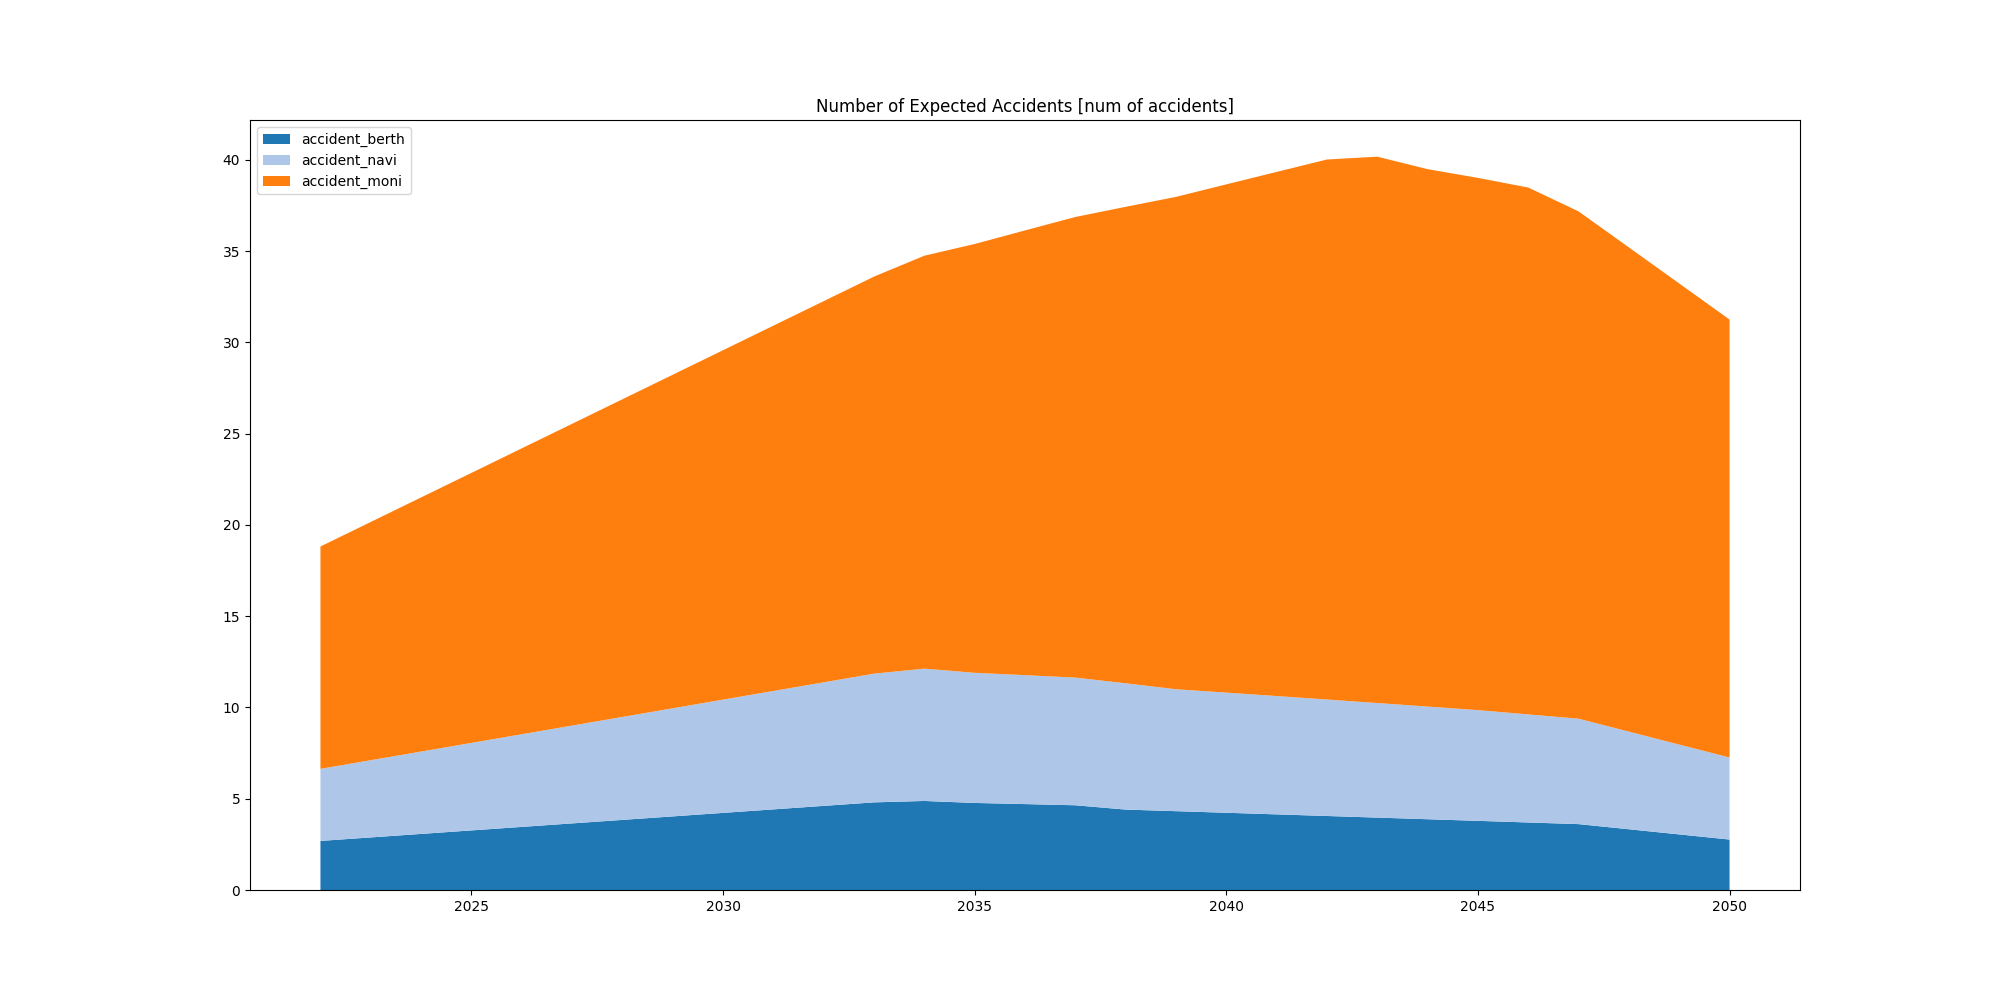 Number of Expected Accidents [num of accidents]
accident_berth
accident_navi
accident_moni
40
35
30
25
20
15
10
5
0
2025 2030 2035 2040 2045 2050